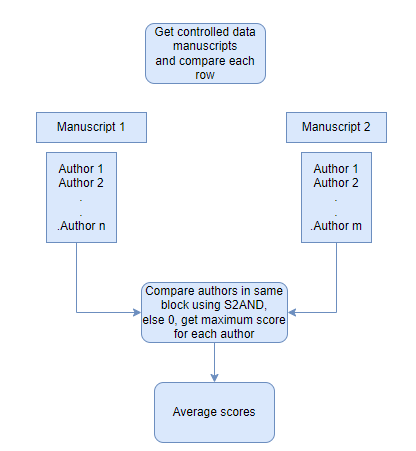 Get controlled data
manuscripts
and compare each
row
Manuscript 1
Manuscript 2
Author 1
Author 2
.
.
.Author n
Author 1
Author 2
.
.
.Author m
Compare authors in same
block using S2AND,
else 0, get maximum score
for each author
Average scores